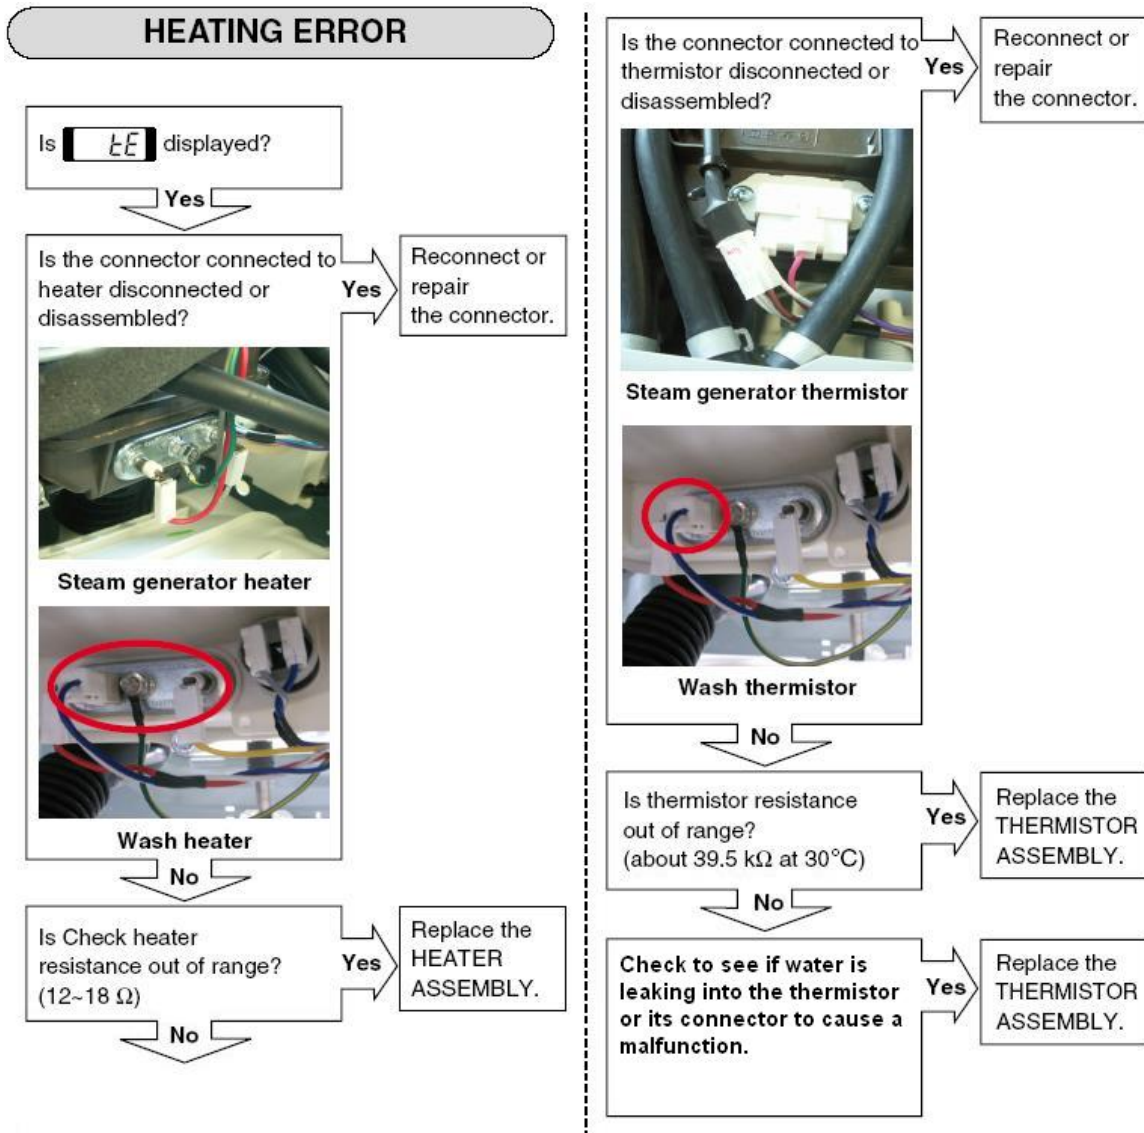 HEATING ERROR
Is tE displayed?
Yes
Is the connector connected to
heater disconnected or
disassembled?
Yes
Reconnect or
repair
the connector.
Steam generator heater
Wash heater
No
Is Check heater
resistance out of range?
(12~18 Ω)
Yes
Replace the
HEATER
ASSEMBLY.
No
Is the connector connected to
thermistor disconnected or
disassembled?
Yes
Reconnect or
repair
the connector.
Steam generator thermistor
Wash thermistor
No
Is thermistor resistance
out of range?
(about 39.5 kΩ at 30°C)
Yes
Replace the
THERMISTOR
ASSEMBLY.
No
Check to see if water is
leaking into the thermistor
or its connector to cause a
malfunction.
Yes
Replace the
THERMISTOR
ASSEMBLY.